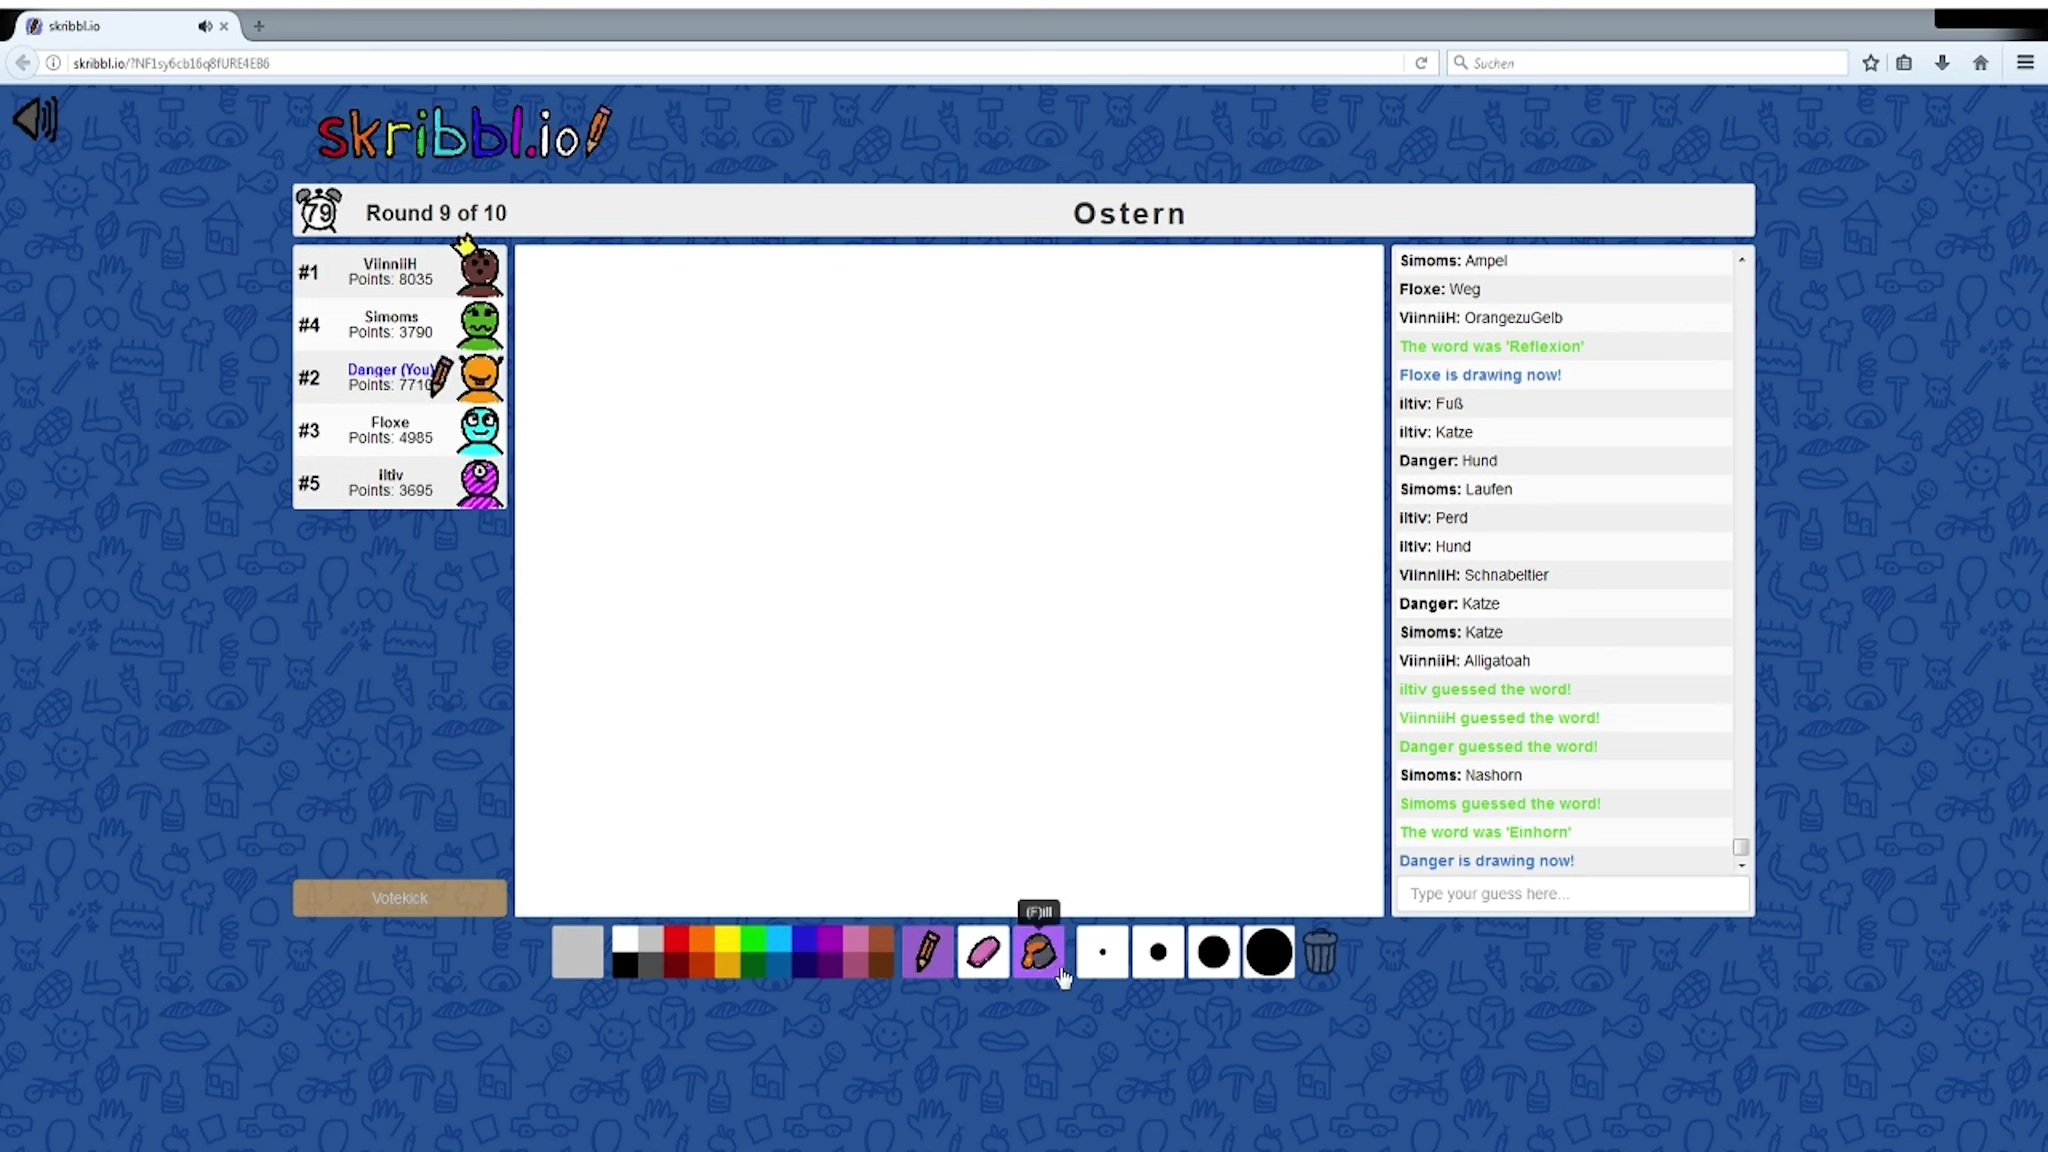 skribbl.io
skribbl.io/?NF1sy6cb16q8fURE4EB6
Suchen
skribbl.io
79
Round 9 of 10
Ostern
#1
ViinniiH
Points: 8035
#4
Simoms
Points: 3790
#2
Danger (You)
Points: 7710
#3
Floxe
Points: 4985
#5
iltiv
Points: 3695
Votekick
Simoms: Ampel
Floxe: Weg
ViinniiH: OrangezuGelb
The word was 'Reflexion'
Floxe is drawing now!
iltiv: Fuß
iltiv: Katze
Danger: Hund
Simoms: Laufen
iltiv: Perd
iltiv: Hund
ViinniiH: Schnabeltier
Danger: Katze
Simoms: Katze
ViinniiH: Alligatoah
iltiv guessed the word!
ViinniiH guessed the word!
Danger guessed the word!
Simoms: Nashorn
Simoms guessed the word!
The word was 'Einhorn'
Danger is drawing now!
Type your guess here...
(F)ill